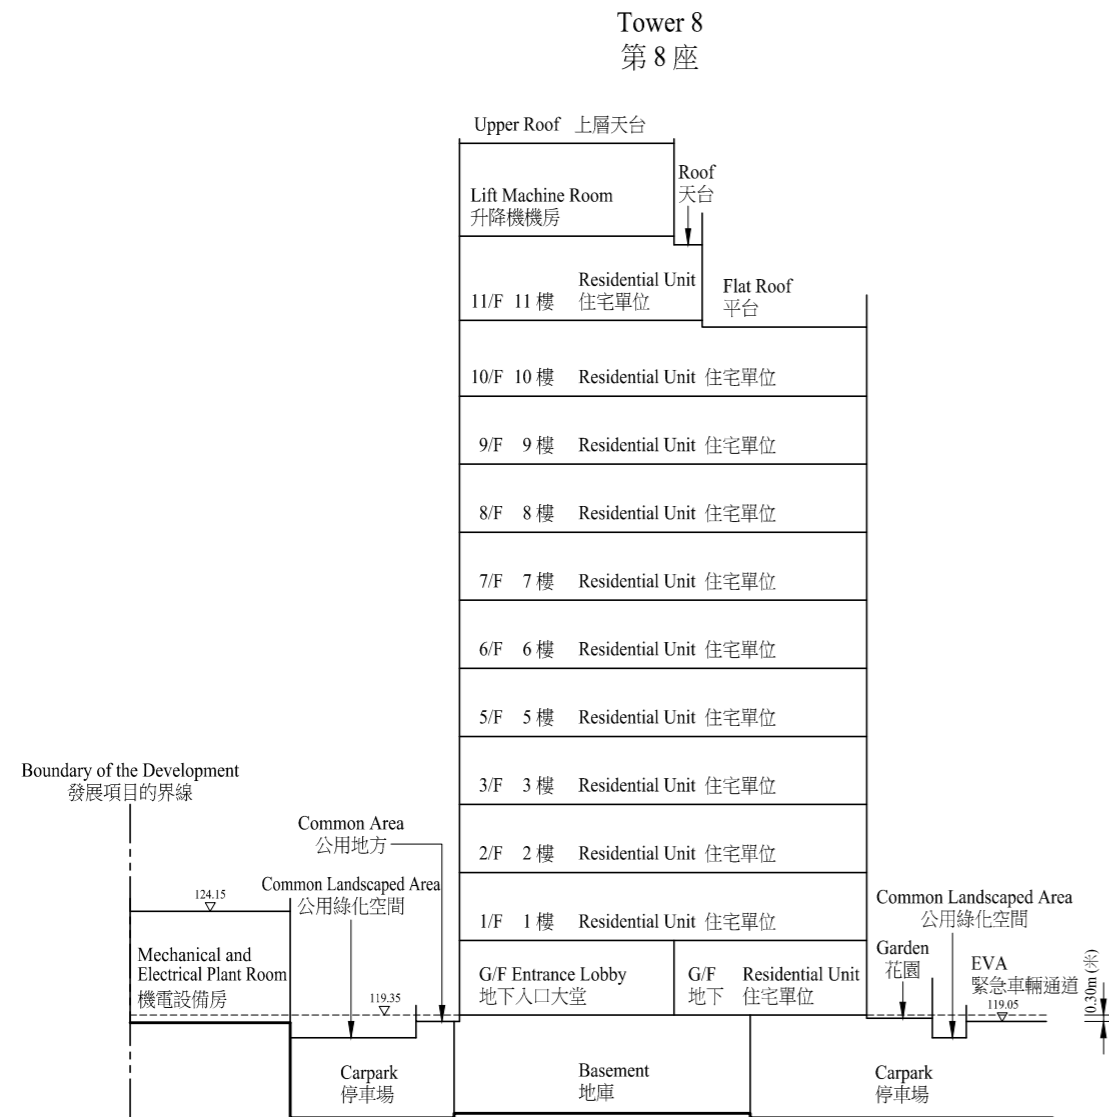 Tower 8
第 8 座
Upper Roof 上層天台
Roof
天台
Lift Machine Room
升降機機房
Residential Unit
11/F 11 樓 住宅單位
Flat Roof
平台
10/F 10 樓 Residential Unit 住宅單位
9/F 9 樓 Residential Unit 住宅單位
8/F 8 樓 Residential Unit 住宅單位
7/F 7 樓 Residential Unit 住宅單位
6/F 6 樓 Residential Unit 住宅單位
5/F 5 樓 Residential Unit 住宅單位
Boundary of the Development
發展項目的界線
3/F 3 樓 Residential Unit 住宅單位
Common Area
公用地方
2/F 2 樓 Residential Unit 住宅單位
124.15
Common Landscaped Area
公用綠化空間
1/F 1 樓 Residential Unit 住宅單位
Common Landscaped Area
公用綠化空間
Mechanical and
Electrical Plant Room
機電設備房
G/F Entrance Lobby
地下入口大堂
G/F Residential Unit
地下 住宅單位
Garden
花園
EVA
緊急車輛通道
119.35
119.05
0.30m (米)
Carpark
停車場
Basement
地庫
Carpark
停車場